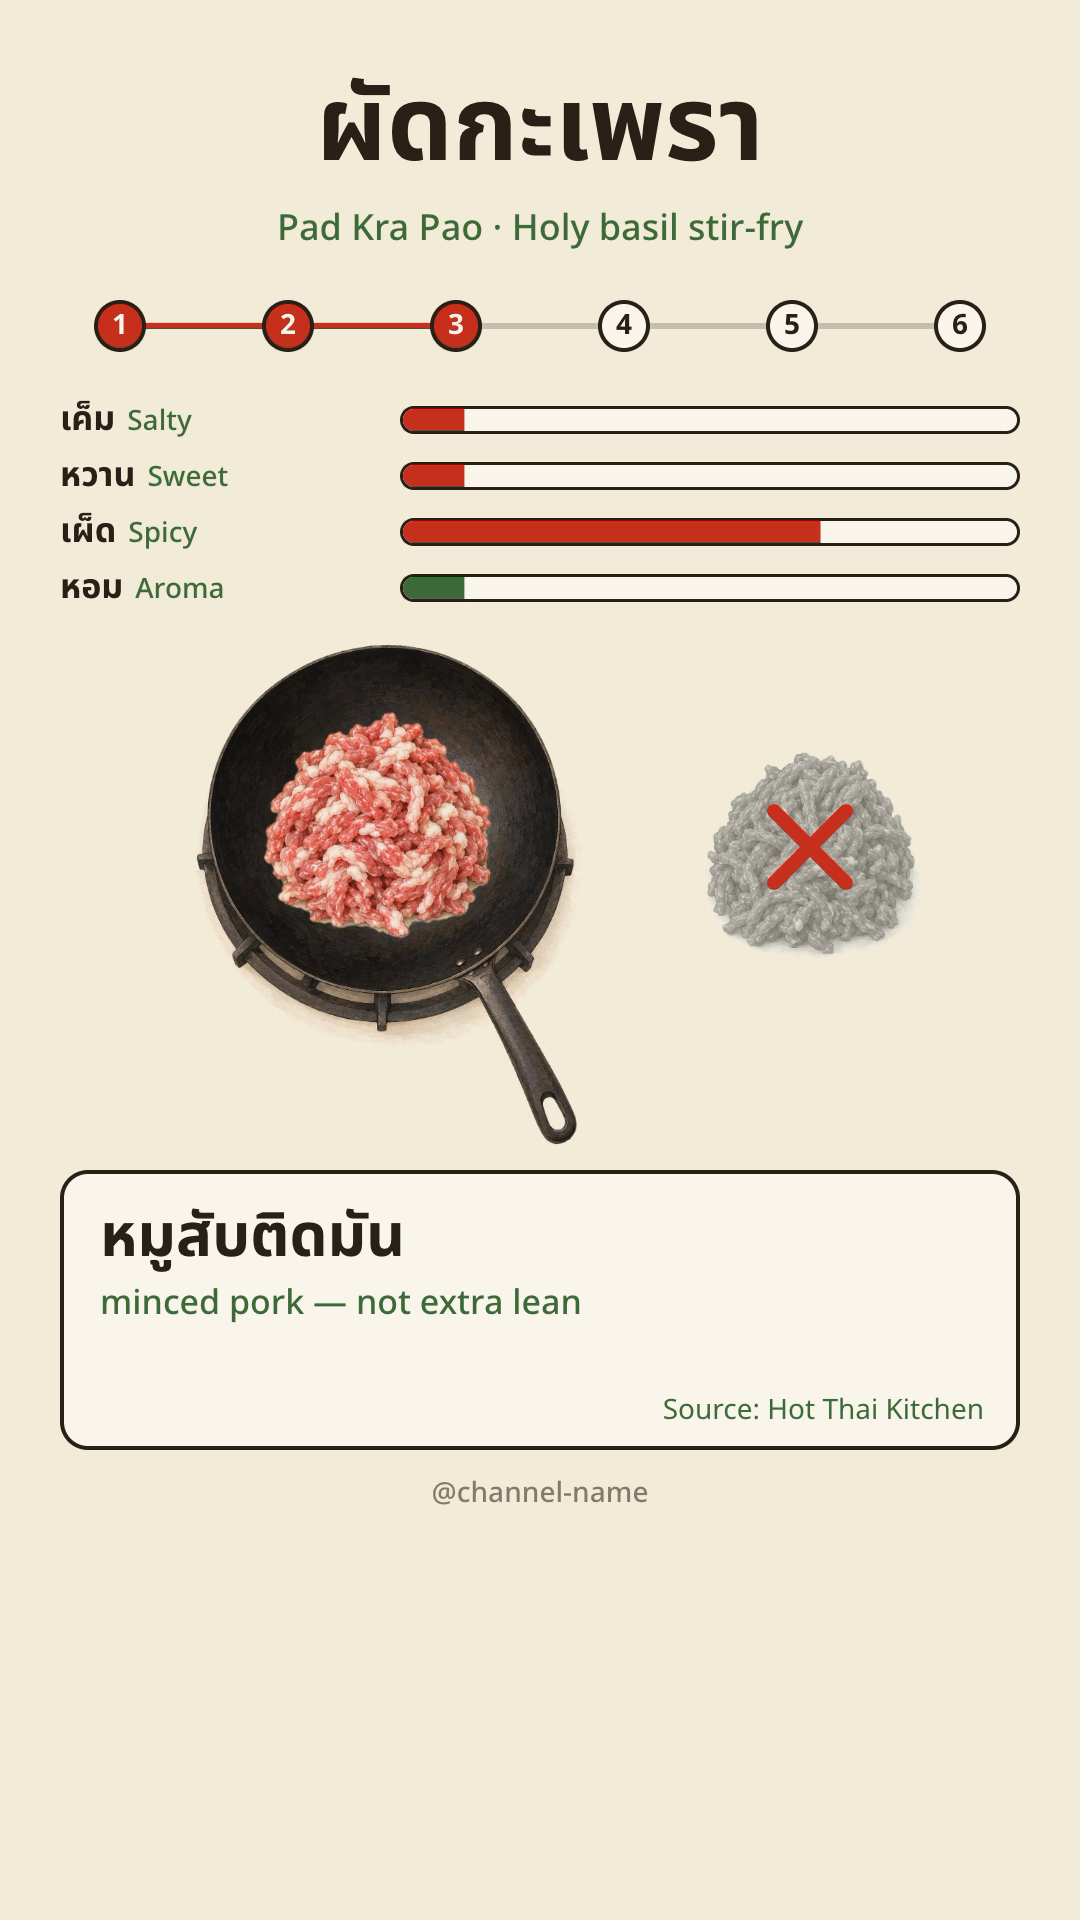 ผัดกะเพรา
Pad Kra Pao · Holy basil stir-fry
1 2 3 4 5 6
เค็ม Salty
หวาน Sweet
เผ็ด Spicy
หอม Aroma
หมูสับติดมัน
minced pork — not extra lean
Source: Hot Thai Kitchen
@channel-name